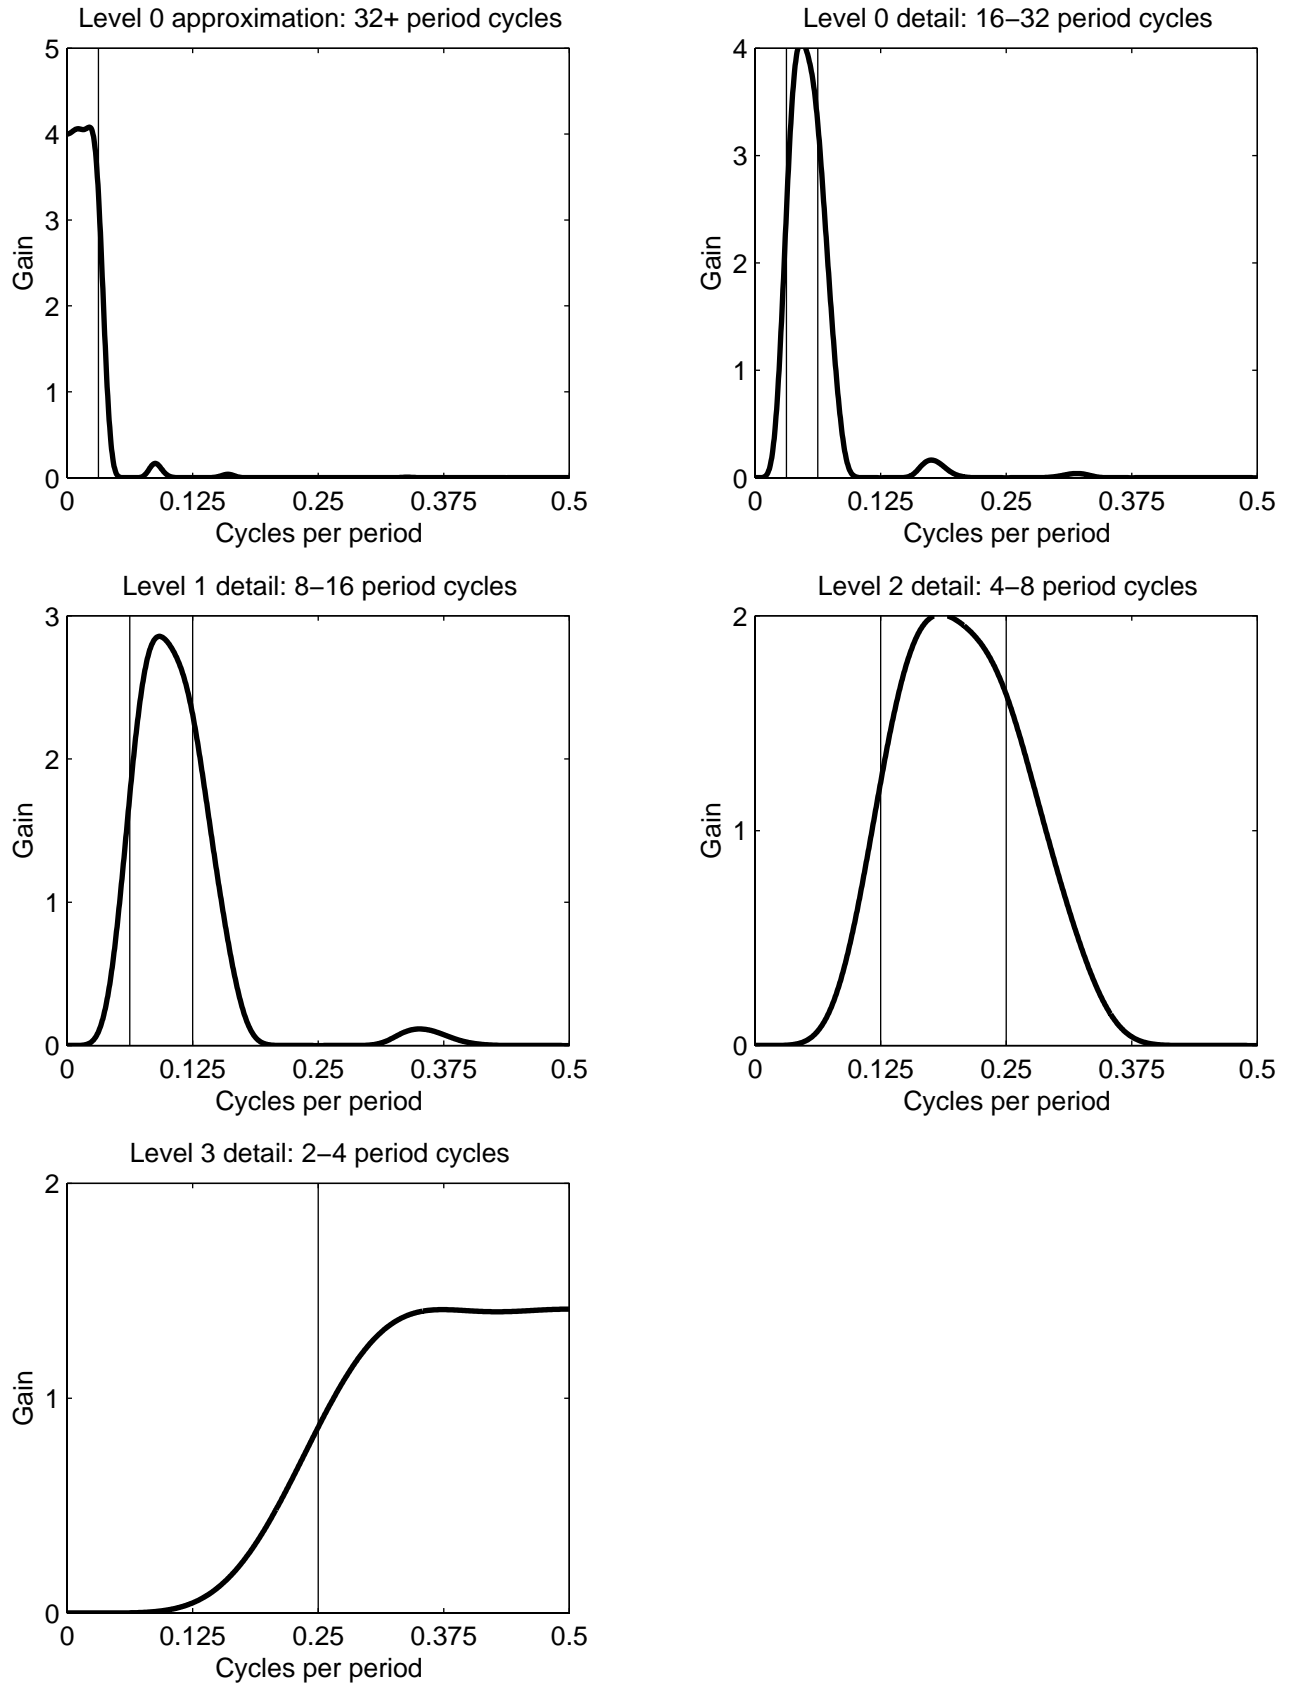 Level 0 approximation: 32+ period cycles
5
4
3
2
1
0
Gain
0 0.125 0.25 0.375 0.5
Cycles per period
Level 0 detail: 16−32 period cycles
4
3
2
1
0
Gain
0 0.125 0.25 0.375 0.5
Cycles per period
Level 1 detail: 8−16 period cycles
3
2
1
0
Gain
0 0.125 0.25 0.375 0.5
Cycles per period
Level 2 detail: 4−8 period cycles
2
1
0
Gain
0 0.125 0.25 0.375 0.5
Cycles per period
Level 3 detail: 2−4 period cycles
2
1
0
Gain
0 0.125 0.25 0.375 0.5
Cycles per period